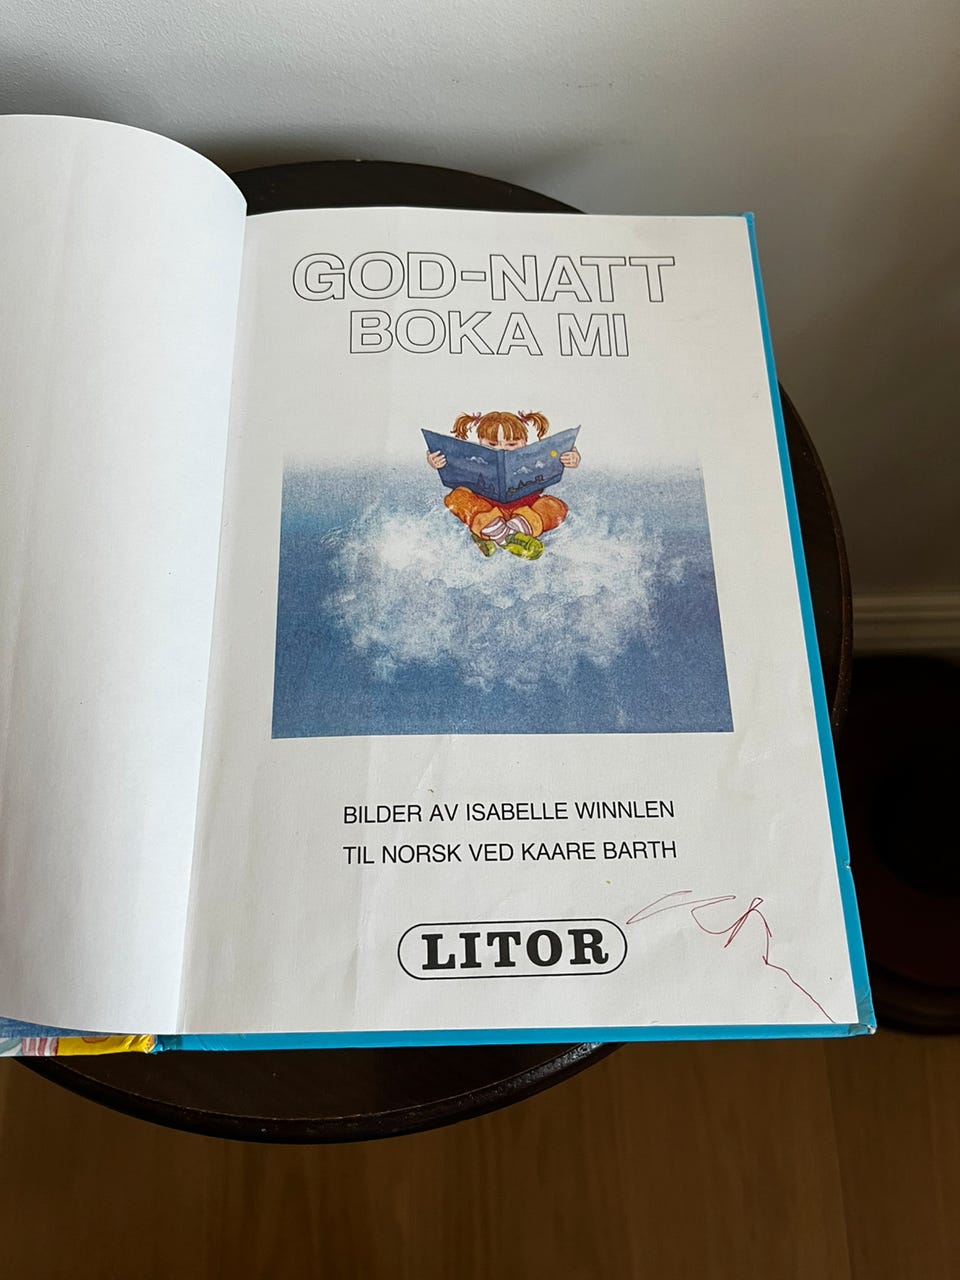 GOD-NATT
BOKA MI
BILDER AV ISABELLE WINNLEN
TIL NORSK VED KAARE BARTH
LITOR